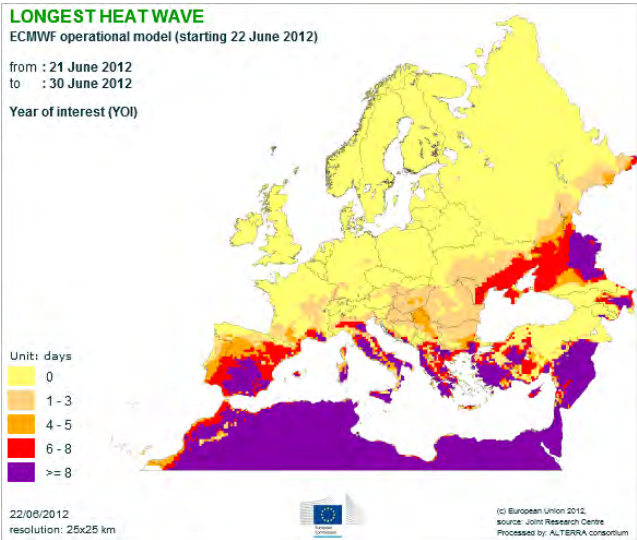 LONGEST HEAT WAVE
ECMWF operational model (starting 22 June 2012)
from : 21 June 2012
to : 30 June 2012
Year of interest (YOI)
Unit: days
0
1 - 3
4 - 5
6 - 8
>= 8
22/06/2012
resolution: 25x25 km
European
Commission
(c) European Union 2012,
source: Joint Research Centre
Processed by: ALTERRA consortium